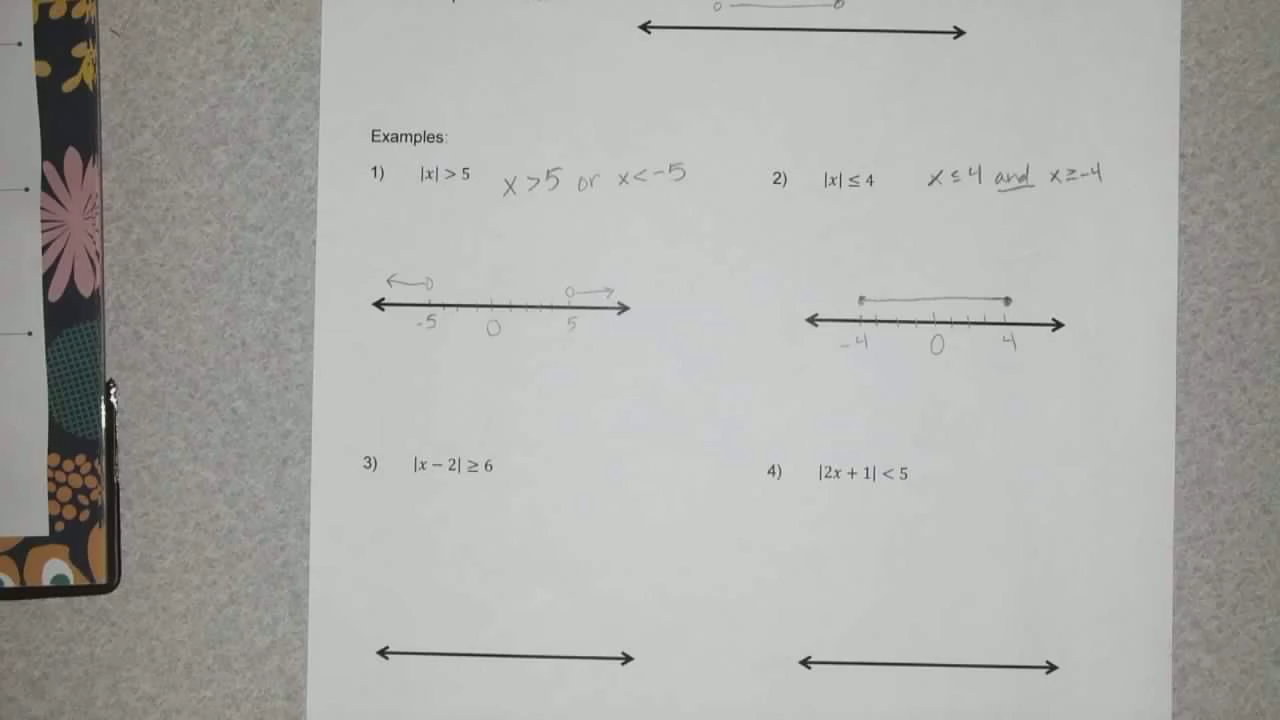 Examples:
1) |x| > 5 x > 5 or x < -5
2) |x| ≤ 4 x ≤ 4 and x ≥ -4
-5 0 5
-4 0 4
3) |x − 2| ≥ 6
4) |2x + 1| < 5